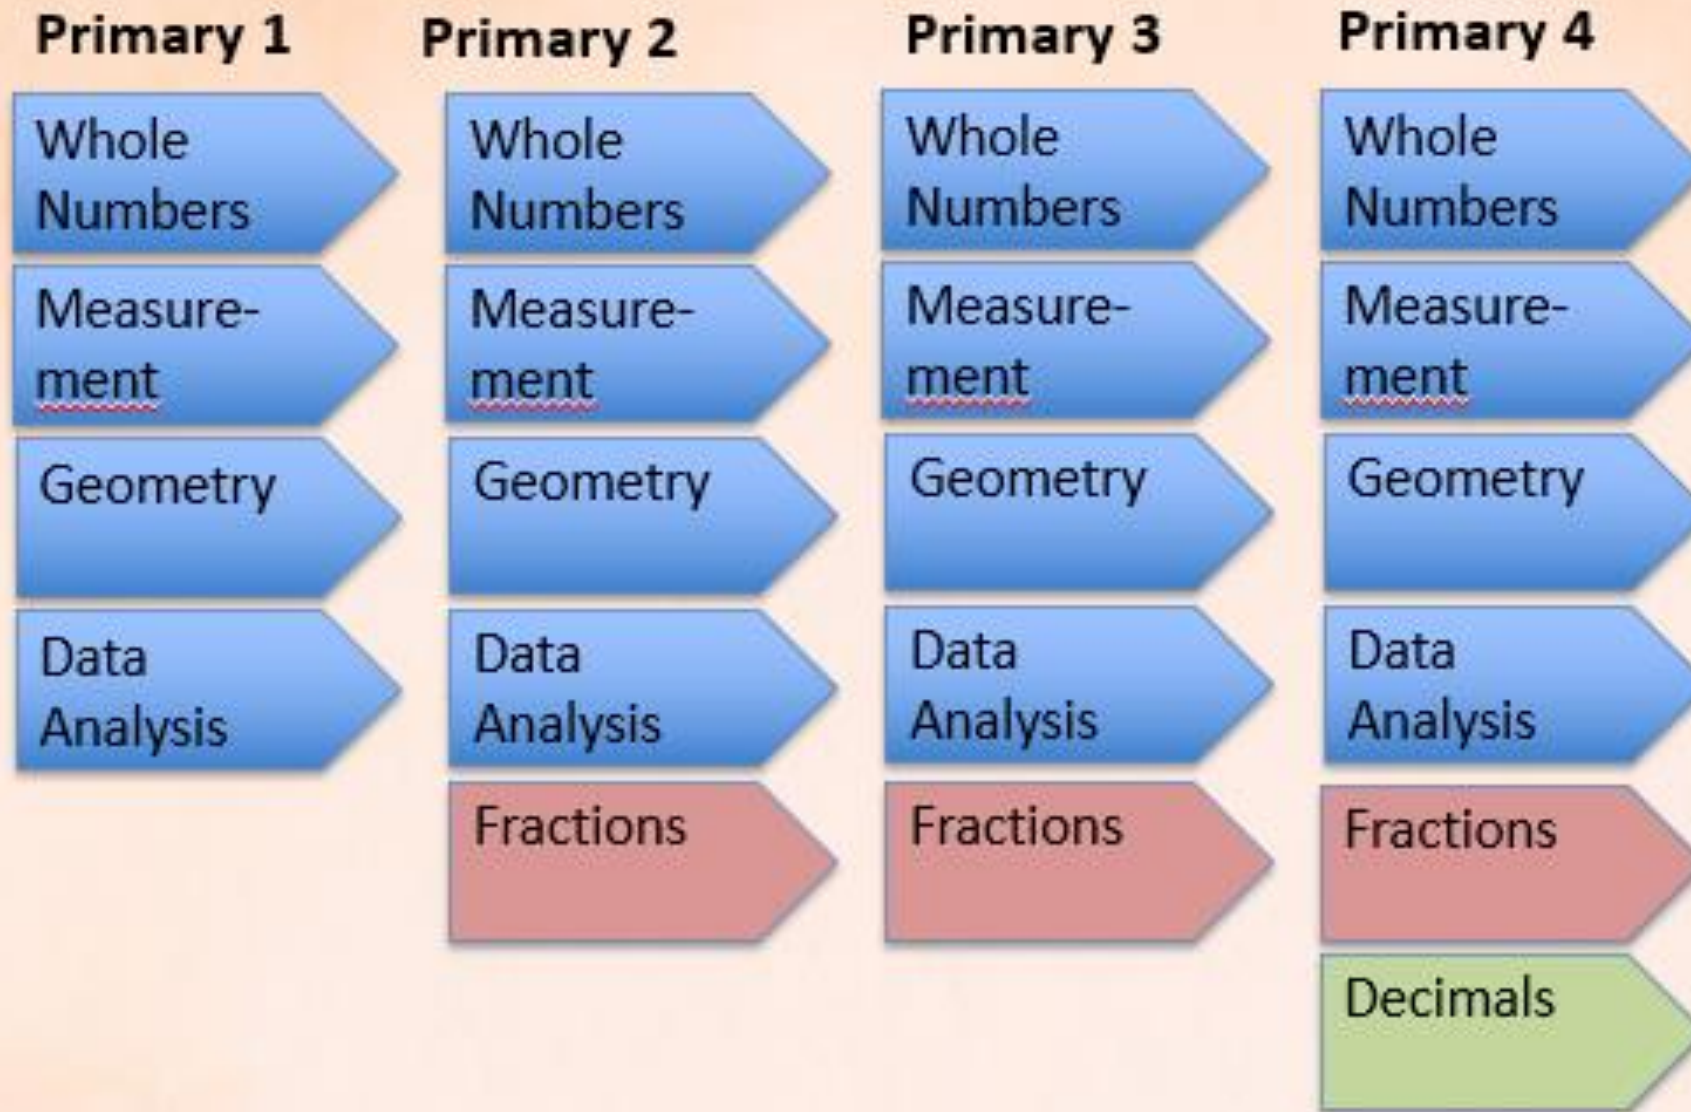 Primary 1
Whole
Numbers
Measure-
ment
Geometry
Data
Analysis
Primary 2
Whole
Numbers
Measure-
ment
Geometry
Data
Analysis
Fractions
Primary 3
Whole
Numbers
Measure-
ment
Geometry
Data
Analysis
Fractions
Primary 4
Whole
Numbers
Measure-
ment
Geometry
Data
Analysis
Fractions
Decimals